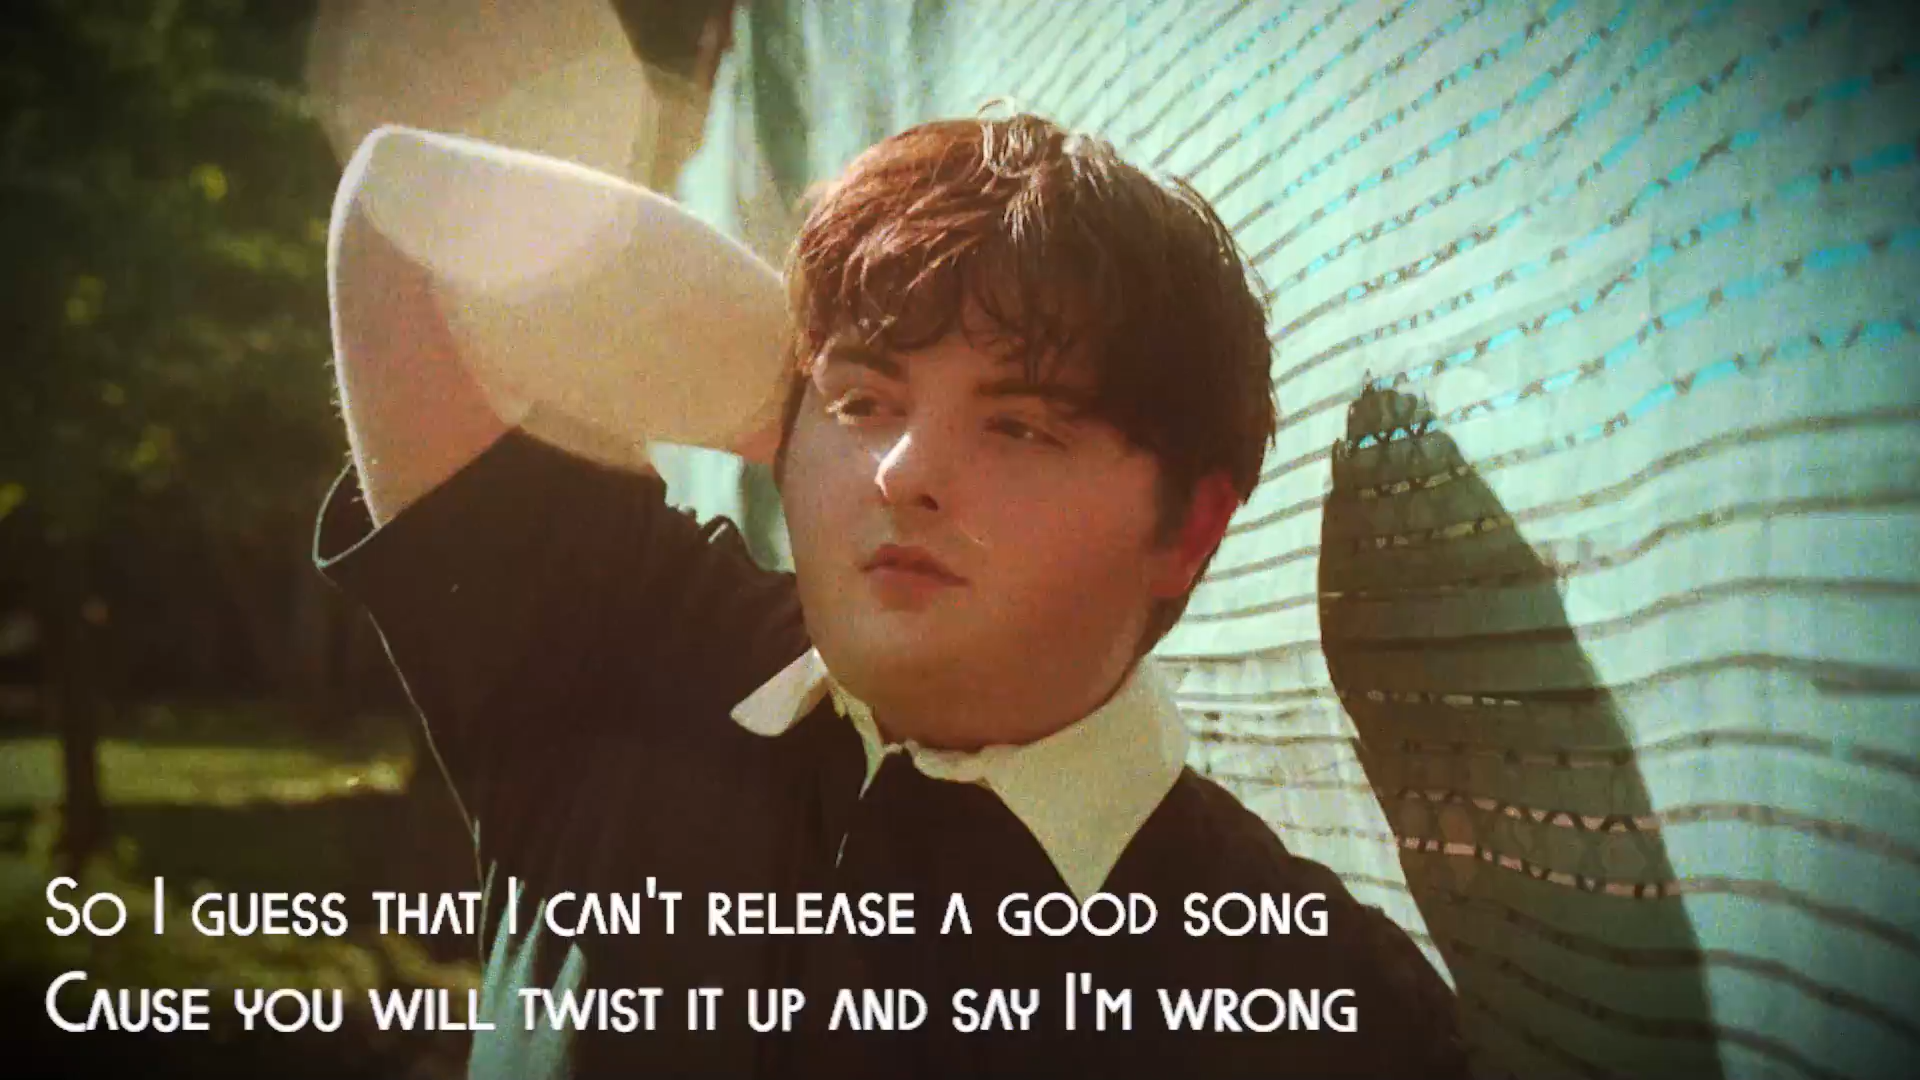 So I guess that I can't release a good song
Cause you will twist it up and say I'm wrong